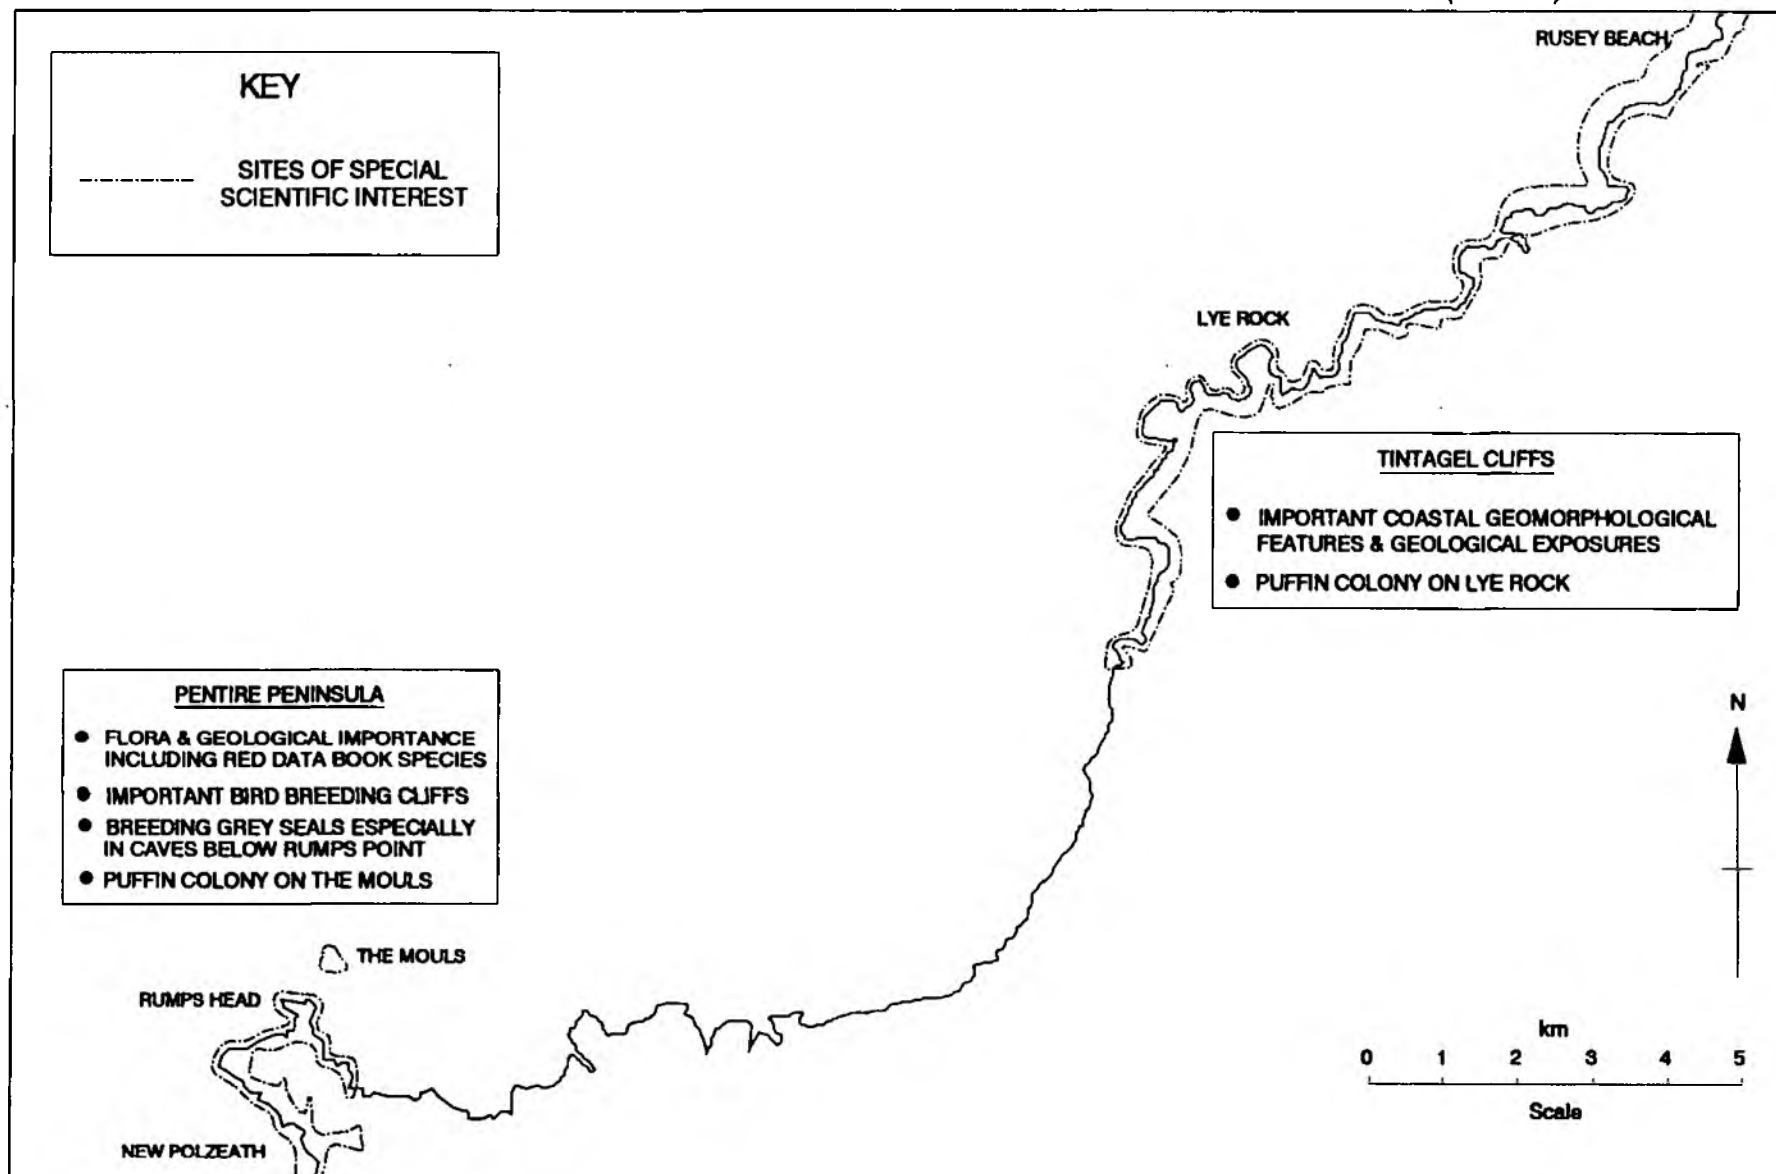 RUSEY BEACH
KEY
SITES OF SPECIAL
SCIENTIFIC INTEREST
LYE ROCK
TINTAGEL CLIFFS
● IMPORTANT COASTAL GEOMORPHOLOGICAL
FEATURES & GEOLOGICAL EXPOSURES
● PUFFIN COLONY ON LYE ROCK
PENTIRE PENINSULA
● FLORA & GEOLOGICAL IMPORTANCE
INCLUDING RED DATA BOOK SPECIES
● IMPORTANT BIRD BREEDING CLIFFS
● BREEDING GREY SEALS ESPECIALLY
IN CAVES BELOW RUMPS POINT
● PUFFIN COLONY ON THE MOULS
N
THE MOULS
RUMPS HEAD
NEW POLZEATH
km
0 1 2 3 4 5
Scale